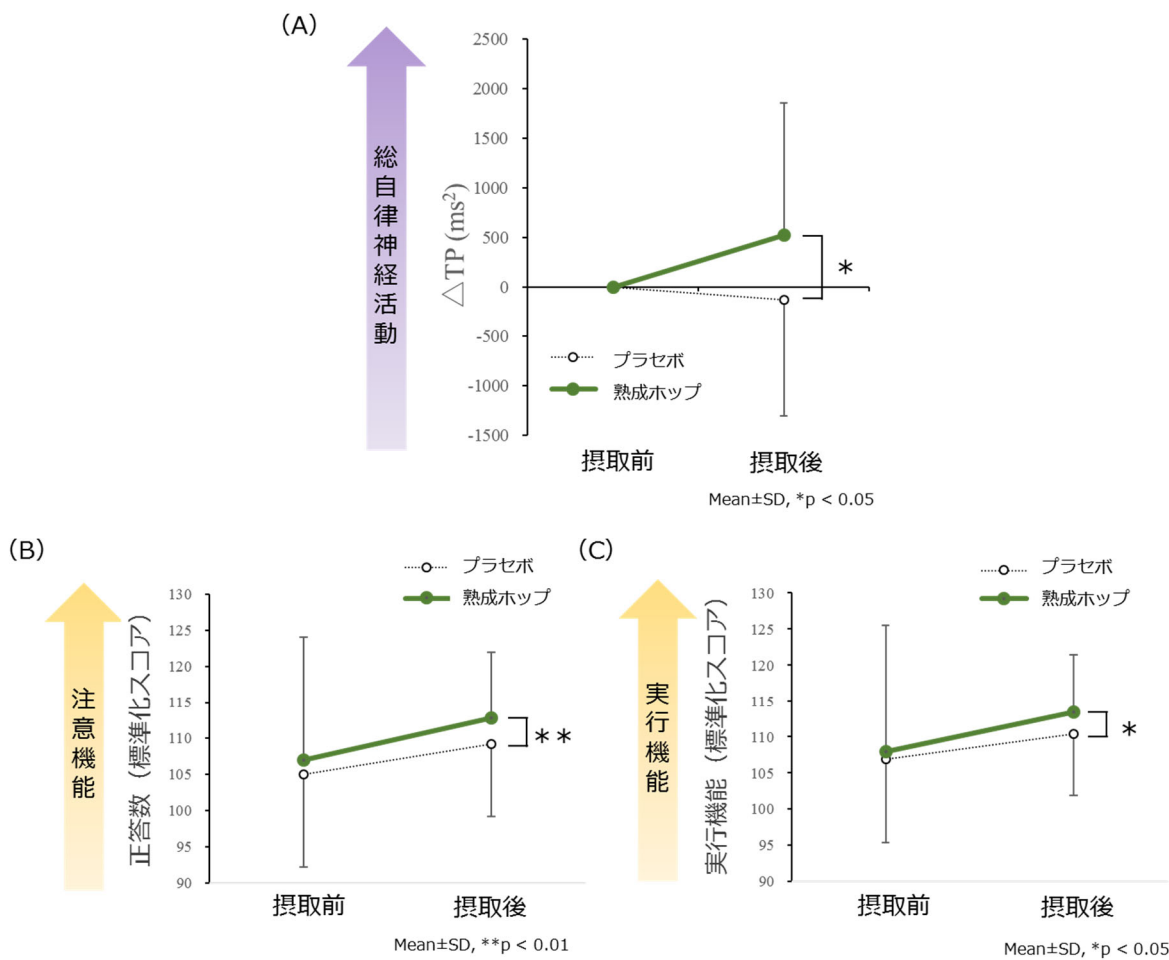 (A)
総自律神経活動
△TP (ms²)
2500
2000
1500
1000
500
0
-500
-1000
-1500
プラセボ
熟成ホップ
*
摂取前
摂取後
Mean±SD, *p < 0.05
(B)
注意機能
正答数（標準化スコア）
プラセボ
熟成ホップ
130
125
120
115
110
105
100
95
90
**
摂取前
摂取後
Mean±SD, **p < 0.01
(C)
実行機能
実行機能（標準化スコア）
プラセボ
熟成ホップ
130
125
120
115
110
105
100
95
90
*
摂取前
摂取後
Mean±SD, *p < 0.05